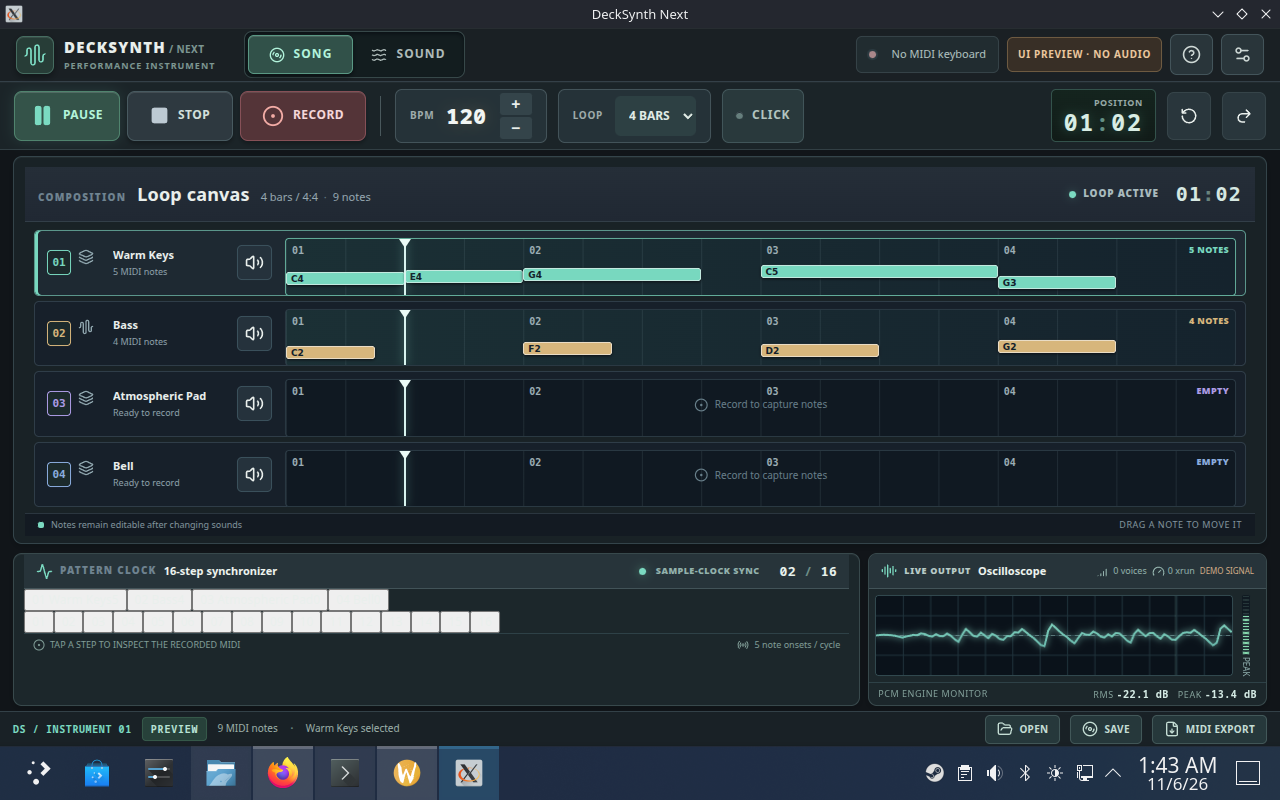 DeckSynth Next
DECKSYNTH / NEXT
PERFORMANCE INSTRUMENT
SONG
SOUND
No MIDI keyboard
UI PREVIEW · NO AUDIO
PAUSE
STOP
RECORD
BPM 120 + −
LOOP 4 BARS
CLICK
POSITION
01:02
COMPOSITION Loop canvas 4 bars / 4:4 · 9 notes
LOOP ACTIVE 01:02
01 Warm Keys
5 MIDI notes
01 02 03 04 5 NOTES
C4 E4 G4 C5 G3
02 Bass
4 MIDI notes
01 02 03 04 4 NOTES
C2 F2 D2 G2
03 Atmospheric Pad
Ready to record
01 02 03 04 EMPTY
Record to capture notes
04 Bell
Ready to record
01 02 03 04 EMPTY
Record to capture notes
Notes remain editable after changing sounds
DRAG A NOTE TO MOVE IT
PATTERN CLOCK 16-step synchronizer
SAMPLE-CLOCK SYNC 02 / 16
TAP A STEP TO INSPECT THE RECORDED MIDI
5 note onsets / cycle
LIVE OUTPUT Oscilloscope
0 voices 0 xrun DEMO SIGNAL
PEAK
PCM ENGINE MONITOR
RMS -22.1 dB PEAK -13.4 dB
DS / INSTRUMENT 01 PREVIEW 9 MIDI notes · Warm Keys selected
OPEN
SAVE
MIDI EXPORT
1:43 AM
11/6/26